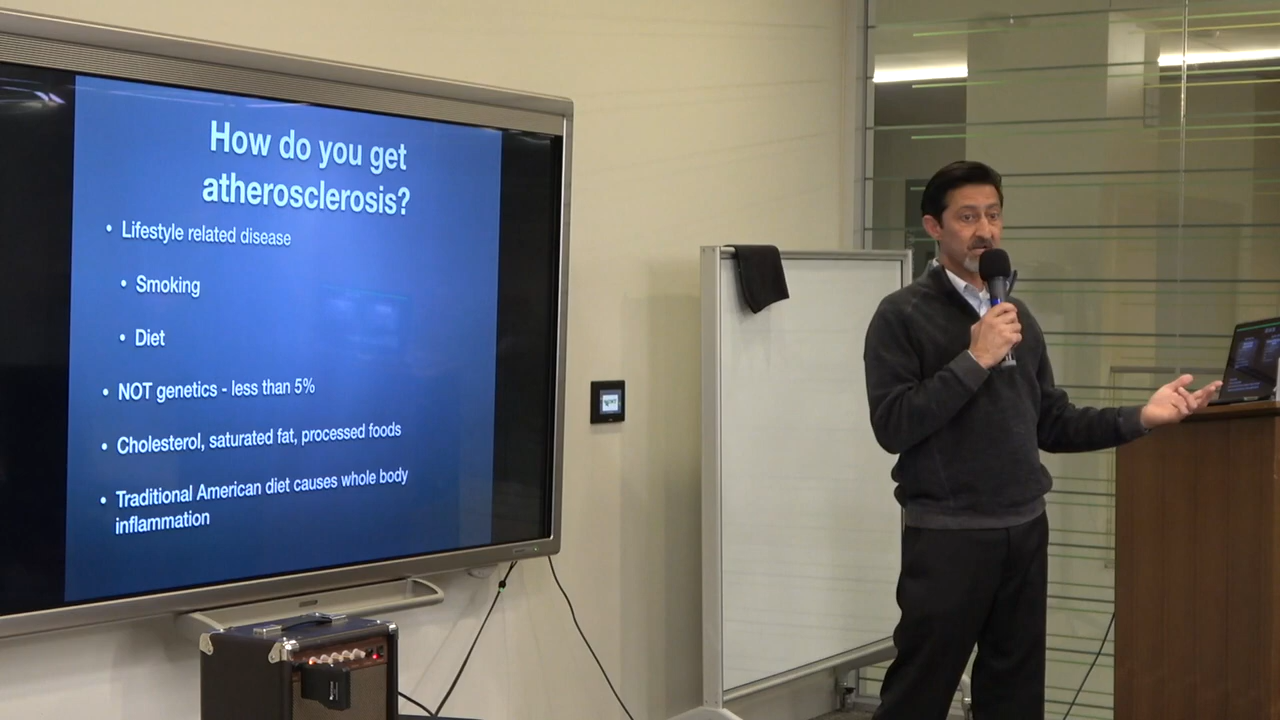 How do you get
atherosclerosis?
• Lifestyle related disease
• Smoking
• Diet
• NOT genetics - less than 5%
• Cholesterol, saturated fat, processed foods
• Traditional American diet causes whole body
inflammation